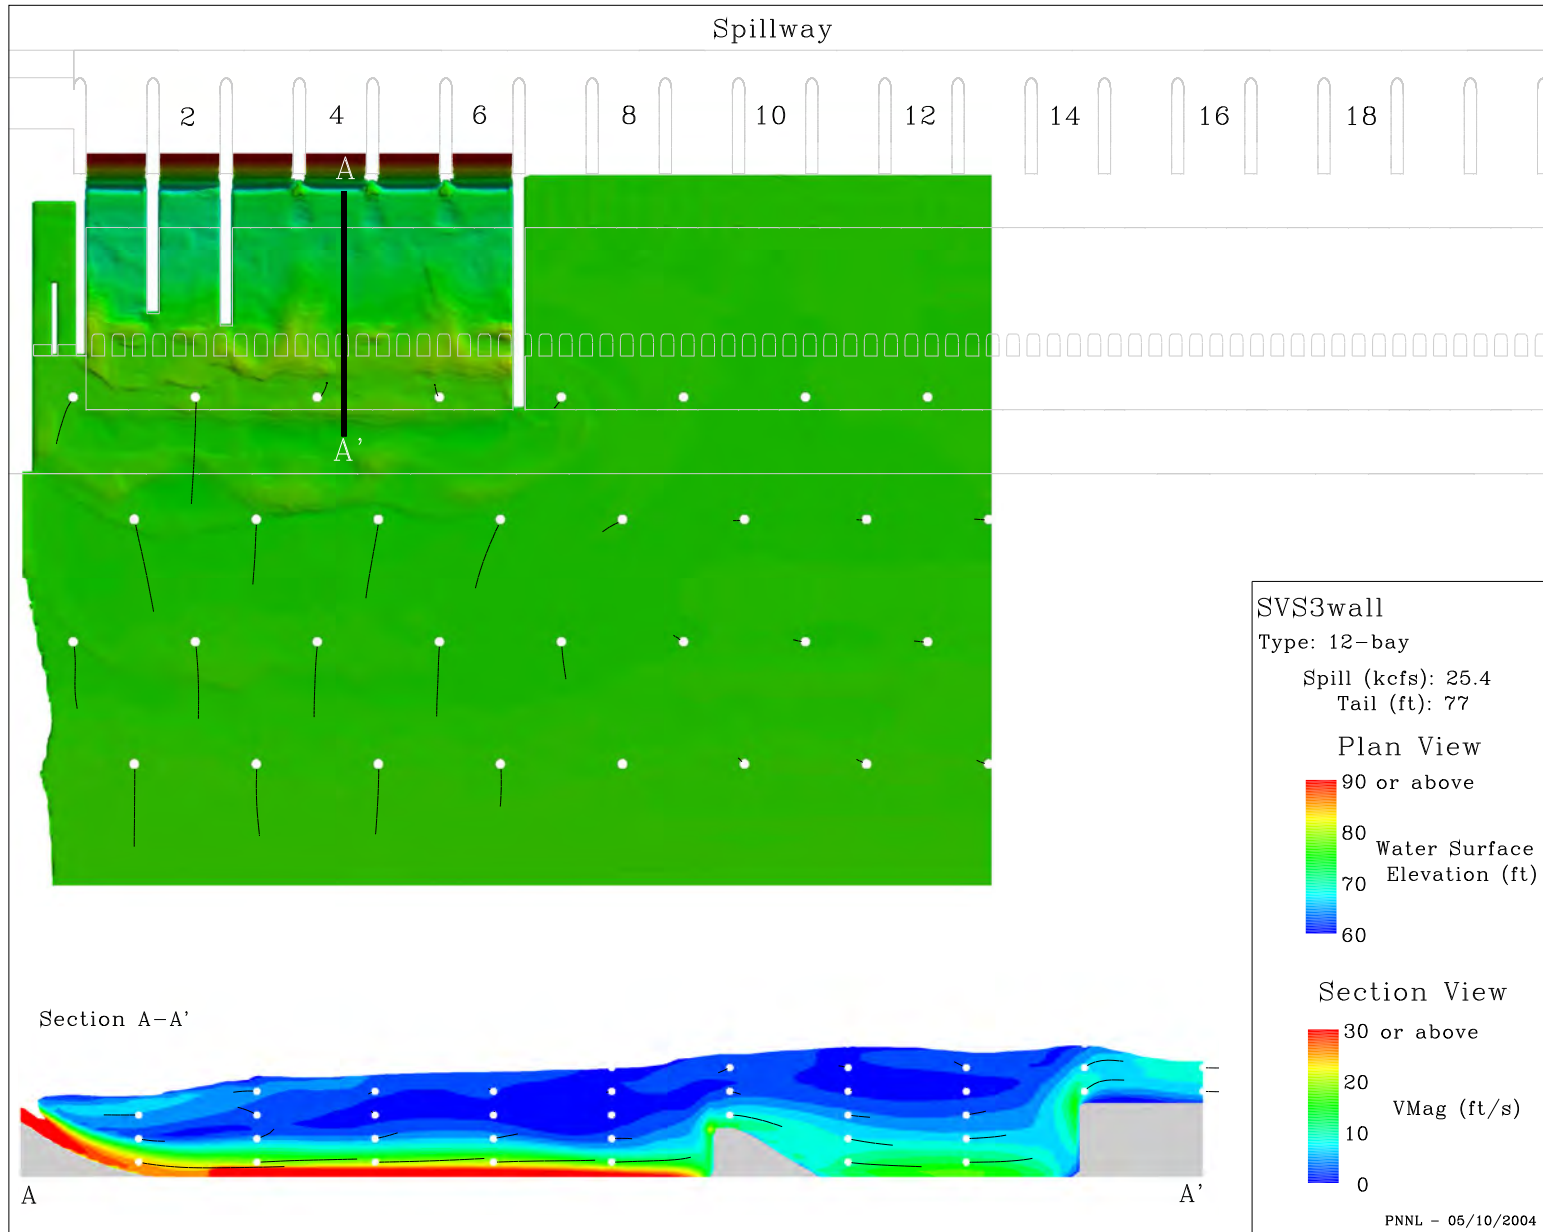 Spillway
2 4 6 8 10 12 14 16 18
A
A'
SVS3wall
Type: 12-bay
Spill (kcfs): 25.4
Tail (ft): 77
Plan View
90 or above
80
Water Surface
Elevation (ft)
70
60
Section View
30 or above
20
VMag (ft/s)
10
0
Section A-A'
A A'
PNNL - 05/10/2004